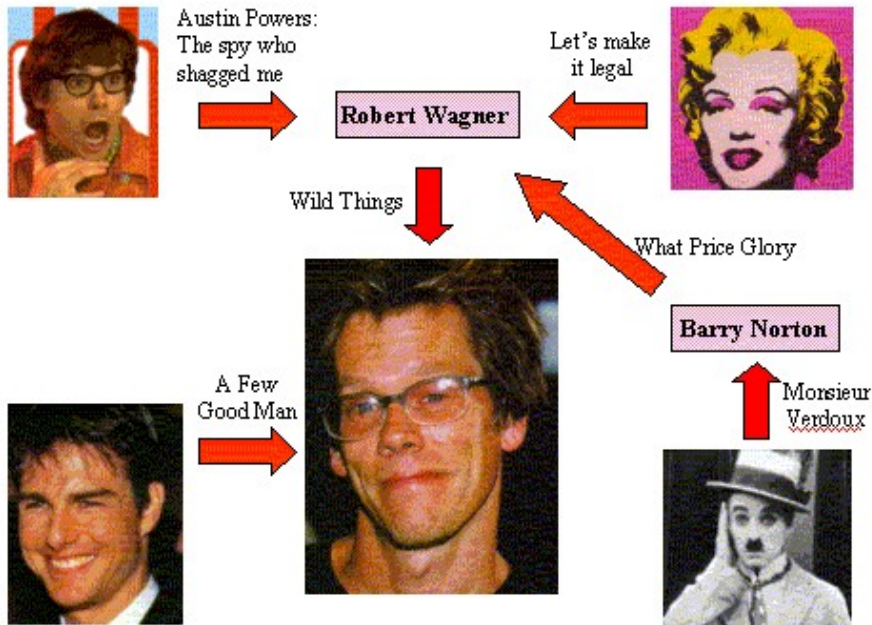 Austin Powers:
The spy who
shagged me
Let's make
it legal
Robert Wagner
Wild Things
What Price Glory
Barry Norton
A Few
Good Man
Monsieur
Verdoux